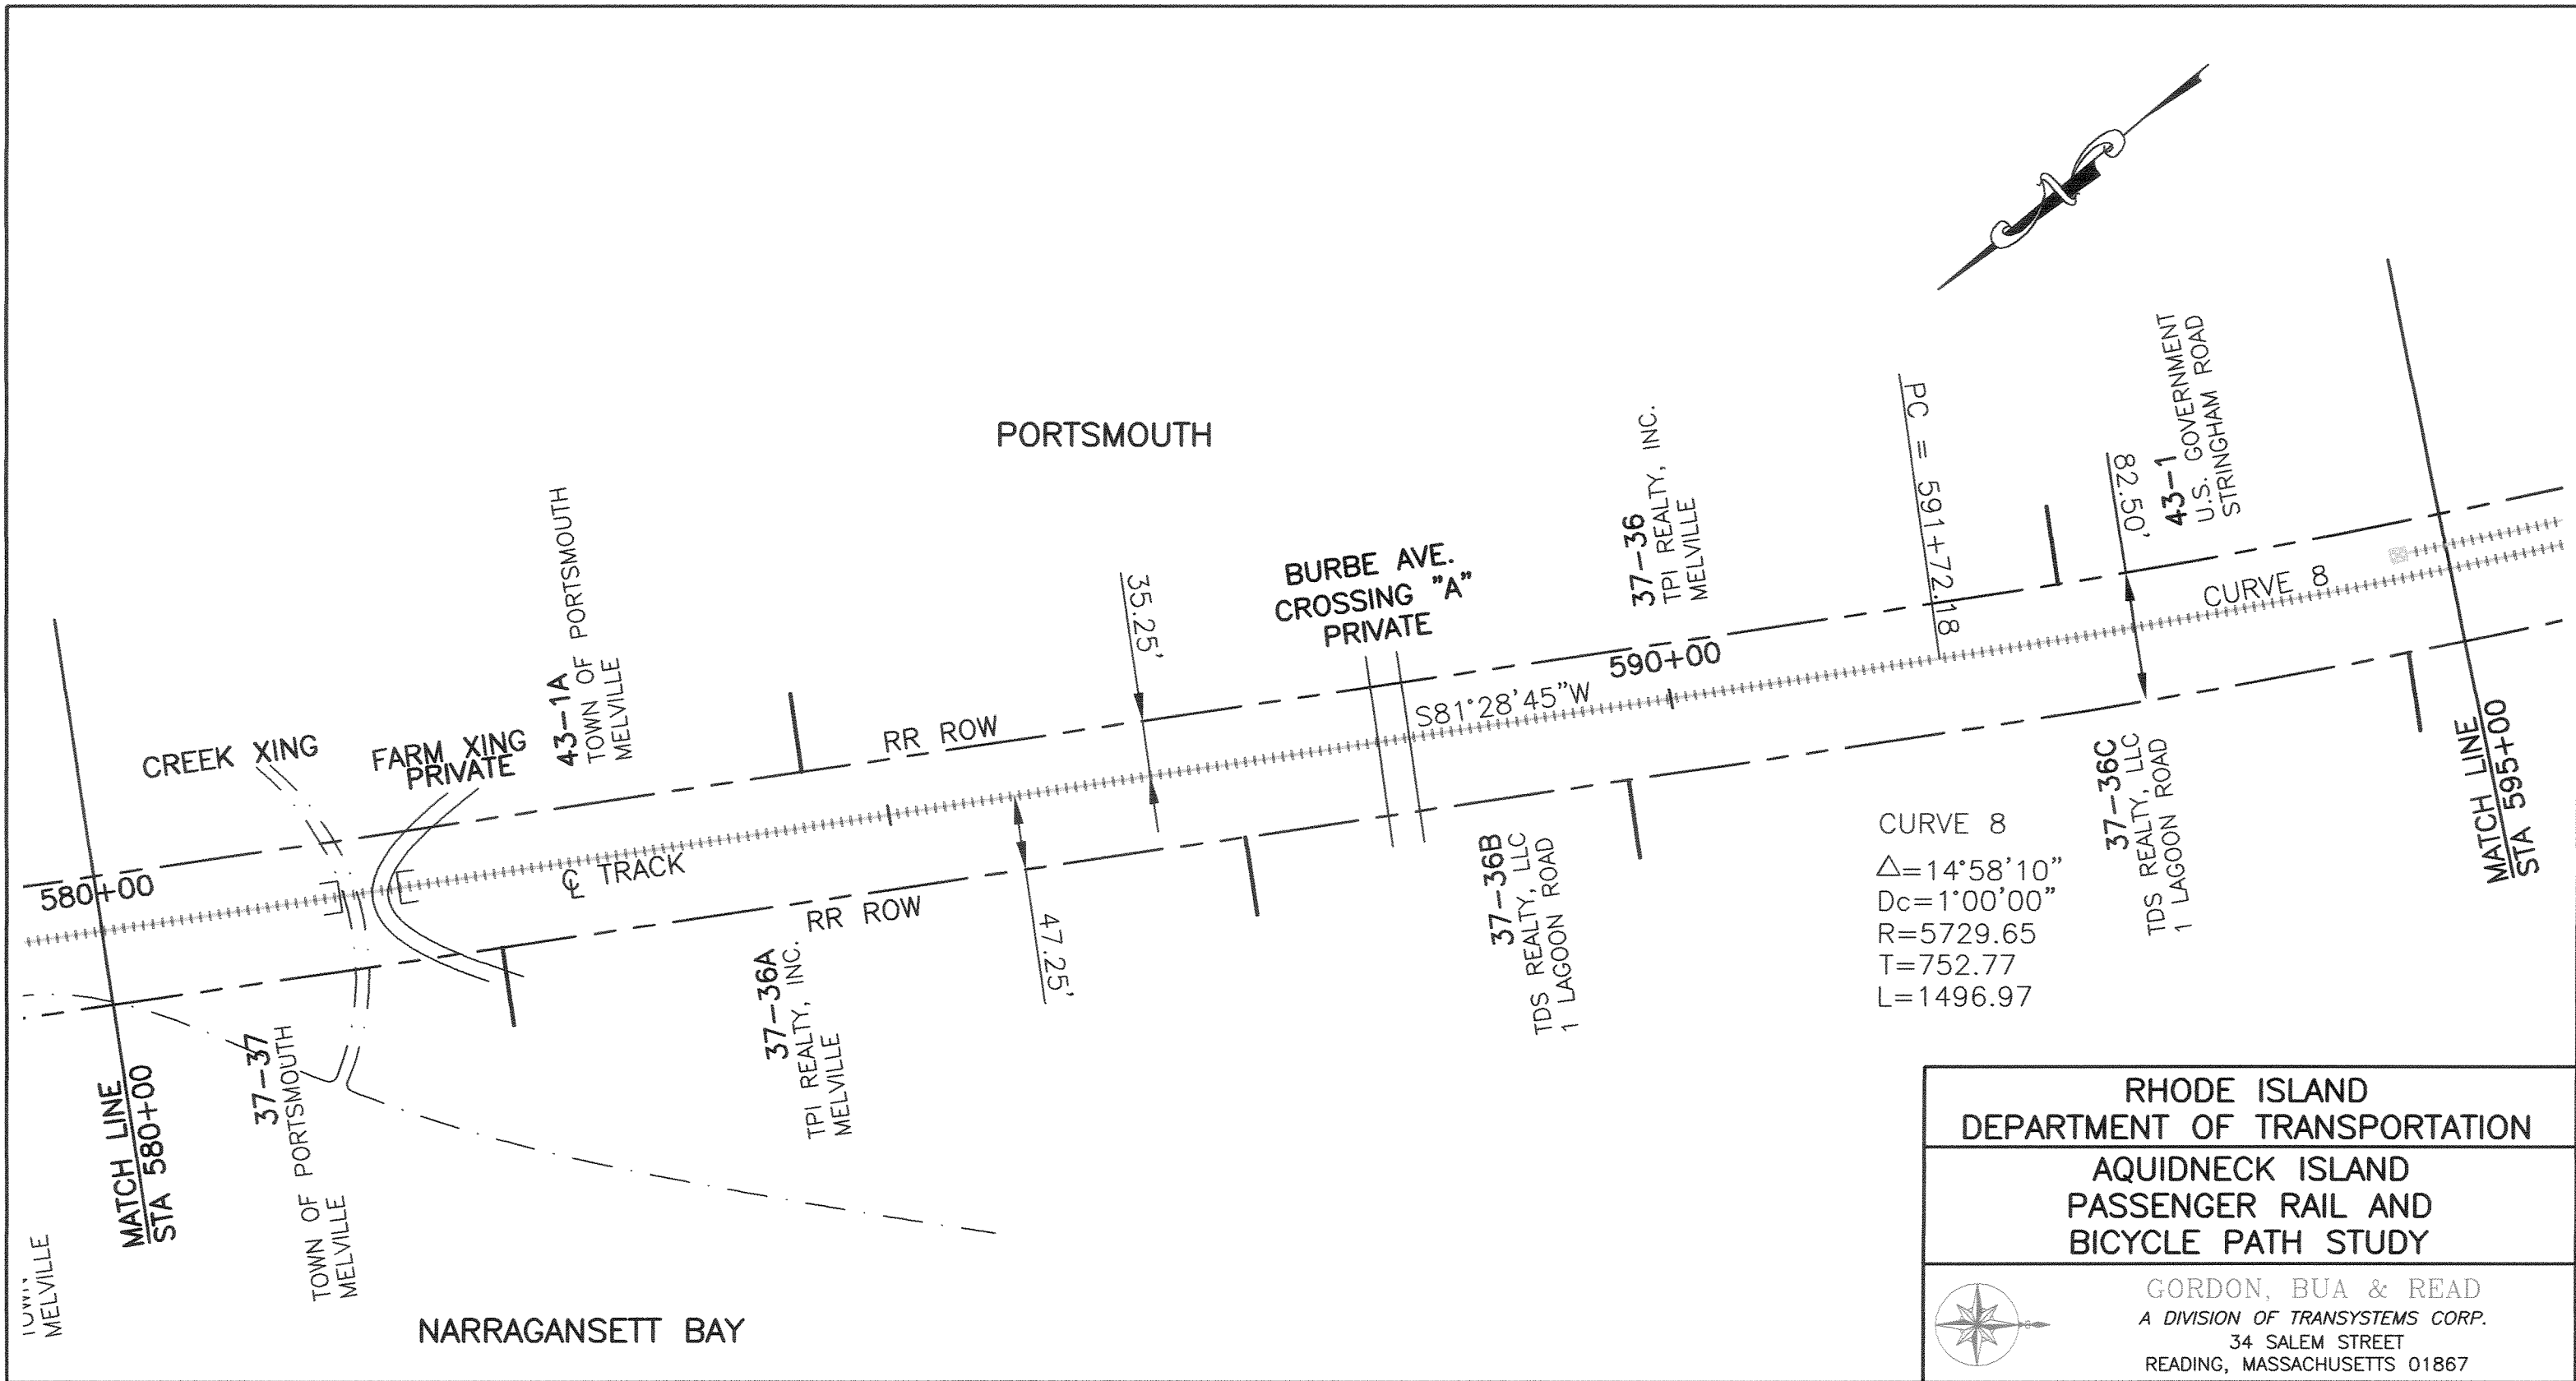 PORTSMOUTH
CREEK XING
FARM XING
PRIVATE
43-1A
TOWN OF PORTSMOUTH
MELVILLE
RR ROW
35.25'
BURBE AVE.
CROSSING "A"
PRIVATE
37-36
TPI REALTY, INC.
MELVILLE
PC = 591+72.18
82.50'
43-1
U.S. GOVERNMENT
STRINGHAM ROAD
CURVE 8
590+00
S81°28'45"W
580+00
℄ TRACK
RR ROW
47.25'
MATCH LINE
STA 580+00
37-37
TOWN OF PORTSMOUTH
MELVILLE
37-36A
TPI REALTY, INC.
MELVILLE
37-36B
TDS REALTY, LLC
1 LAGOON ROAD
CURVE 8
Δ=14°58'10"
Dc=1°00'00"
R=5729.65
T=752.77
L=1496.97
37-36C
TDS REALTY, LLC
1 LAGOON ROAD
MATCH LINE
STA 595+00
MELVILLE
NARRAGANSETT BAY
RHODE ISLAND
DEPARTMENT OF TRANSPORTATION
AQUIDNECK ISLAND
PASSENGER RAIL AND
BICYCLE PATH STUDY
GORDON, BUA & READ
A DIVISION OF TRANSYSTEMS CORP.
34 SALEM STREET
READING, MASSACHUSETTS 01867